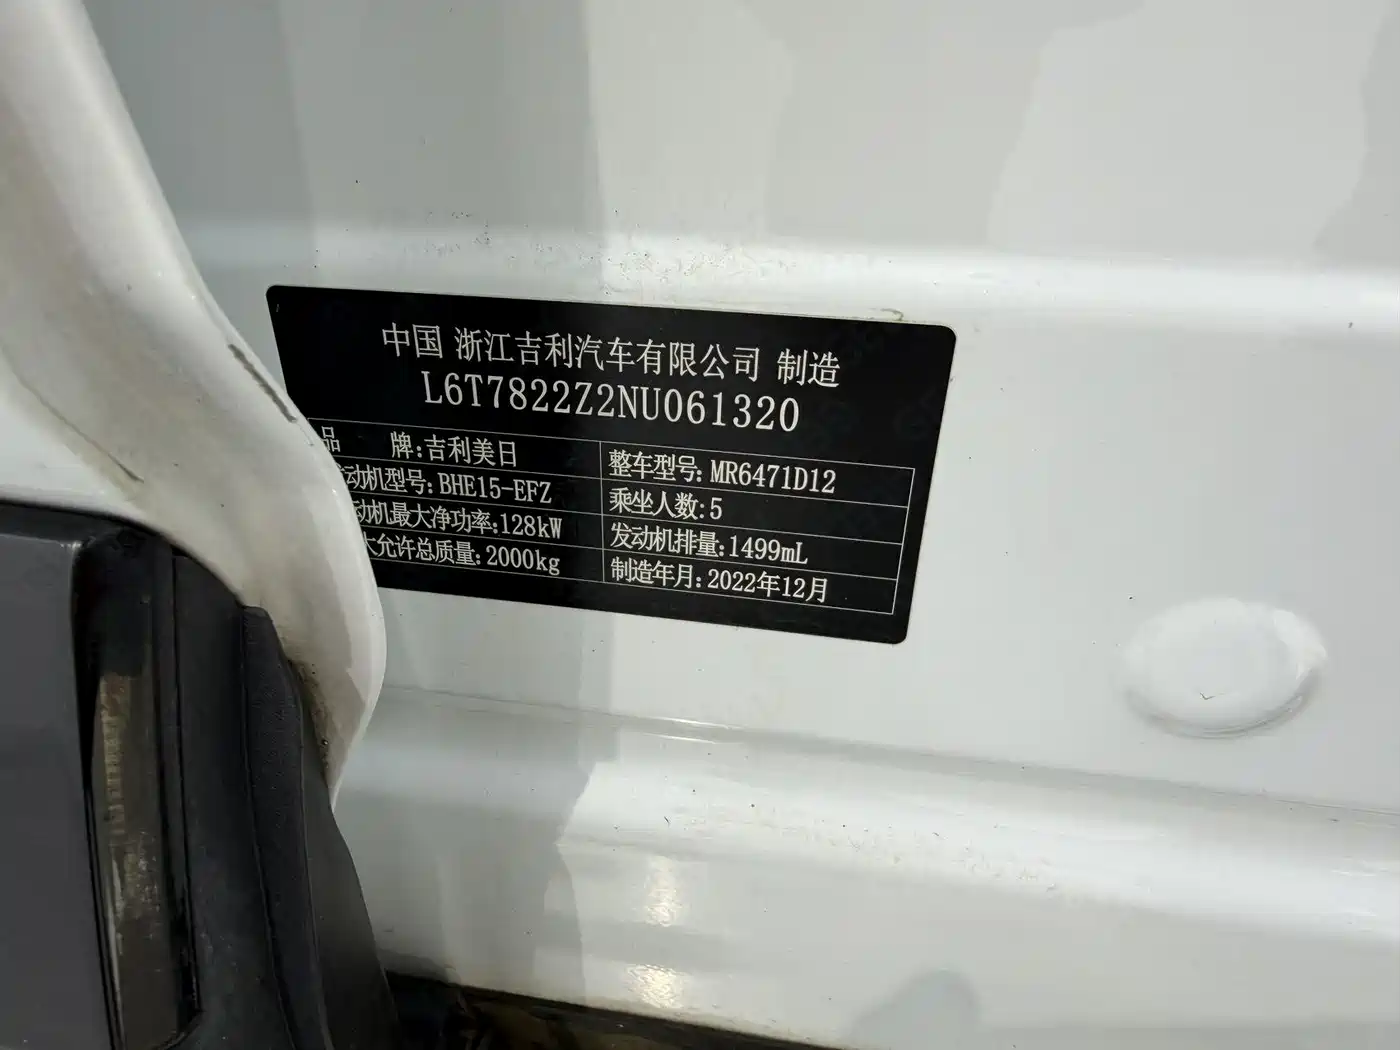 中国 浙江吉利汽车有限公司 制造
L6T7822Z2NU061320
品 牌:吉利美日 整车型号:MR6471D12
动机型号:BHE15-EFZ 乘坐人数:5
动机最大净功率:128kW 发动机排量:1499mL
大允许总质量:2000kg 制造年月:2022年12月